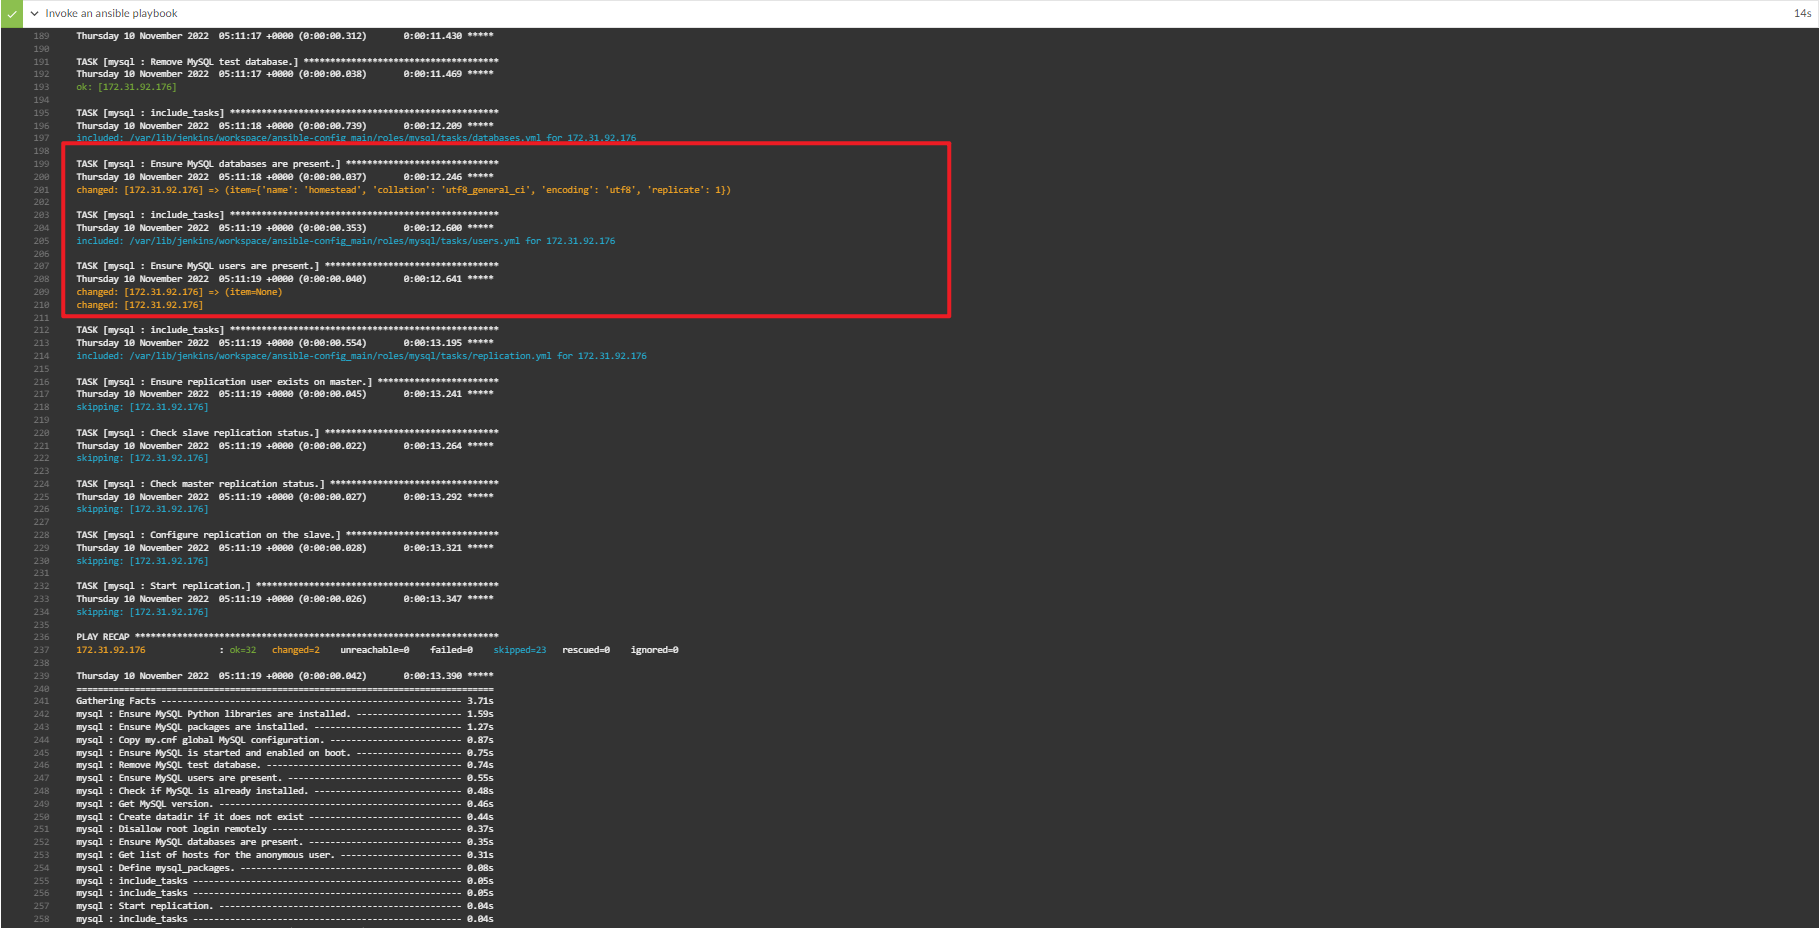 Invoke an ansible playbook
14s
189 Thursday 10 November 2022  05:11:17 +0000 (0:00:00.312)       0:00:11.430 *****
190
191 TASK [mysql : Remove MySQL test database.] *************************************
192 Thursday 10 November 2022  05:11:17 +0000 (0:00:00.038)       0:00:11.469 *****
193 ok: [172.31.92.176]
194
195 TASK [mysql : include_tasks] ***************************************************
196 Thursday 10 November 2022  05:11:18 +0000 (0:00:00.739)       0:00:12.209 *****
197 included: /var/lib/jenkins/workspace/ansible-config_main/roles/mysql/tasks/databases.yml for 172.31.92.176
198
199 TASK [mysql : Ensure MySQL databases are present.] *****************************
200 Thursday 10 November 2022  05:11:18 +0000 (0:00:00.037)       0:00:12.246 *****
201 changed: [172.31.92.176] => (item={'name': 'homestead', 'collation': 'utf8_general_ci', 'encoding': 'utf8', 'replicate': 1})
202
203 TASK [mysql : include_tasks] ***************************************************
204 Thursday 10 November 2022  05:11:19 +0000 (0:00:00.353)       0:00:12.600 *****
205 included: /var/lib/jenkins/workspace/ansible-config_main/roles/mysql/tasks/users.yml for 172.31.92.176
206
207 TASK [mysql : Ensure MySQL users are present.] *********************************
208 Thursday 10 November 2022  05:11:19 +0000 (0:00:00.040)       0:00:12.641 *****
209 changed: [172.31.92.176] => (item=None)
210 changed: [172.31.92.176]
211
212 TASK [mysql : include_tasks] ***************************************************
213 Thursday 10 November 2022  05:11:19 +0000 (0:00:00.554)       0:00:13.195 *****
214 included: /var/lib/jenkins/workspace/ansible-config_main/roles/mysql/tasks/replication.yml for 172.31.92.176
215
216 TASK [mysql : Ensure replication user exists on master.] ***********************
217 Thursday 10 November 2022  05:11:19 +0000 (0:00:00.045)       0:00:13.241 *****
218 skipping: [172.31.92.176]
219
220 TASK [mysql : Check slave replication status.] *********************************
221 Thursday 10 November 2022  05:11:19 +0000 (0:00:00.022)       0:00:13.264 *****
222 skipping: [172.31.92.176]
223
224 TASK [mysql : Check master replication status.] ********************************
225 Thursday 10 November 2022  05:11:19 +0000 (0:00:00.027)       0:00:13.292 *****
226 skipping: [172.31.92.176]
227
228 TASK [mysql : Configure replication on the slave.] *****************************
229 Thursday 10 November 2022  05:11:19 +0000 (0:00:00.028)       0:00:13.321 *****
230 skipping: [172.31.92.176]
231
232 TASK [mysql : Start replication.] **********************************************
233 Thursday 10 November 2022  05:11:19 +0000 (0:00:00.026)       0:00:13.347 *****
234 skipping: [172.31.92.176]
235
236 PLAY RECAP *********************************************************************
237 172.31.92.176              : ok=32   changed=2    unreachable=0    failed=0    skipped=23   rescued=0    ignored=0
238
239 Thursday 10 November 2022  05:11:19 +0000 (0:00:00.042)       0:00:13.390 *****
240 ===============================================================================
241 Gathering Facts --------------------------------------------------------- 3.71s
242 mysql : Ensure MySQL Python libraries are installed. -------------------- 1.59s
243 mysql : Ensure MySQL packages are installed. ---------------------------- 1.27s
244 mysql : Copy my.cnf global MySQL configuration. ------------------------- 0.87s
245 mysql : Ensure MySQL is started and enabled on boot. -------------------- 0.75s
246 mysql : Remove MySQL test database. ------------------------------------- 0.74s
247 mysql : Ensure MySQL users are present. --------------------------------- 0.55s
248 mysql : Check if MySQL is already installed. ---------------------------- 0.48s
249 mysql : Get MySQL version. ---------------------------------------------- 0.46s
250 mysql : Create datadir if it does not exist ----------------------------- 0.44s
251 mysql : Disallow root login remotely ------------------------------------ 0.37s
252 mysql : Ensure MySQL databases are present. ----------------------------- 0.35s
253 mysql : Get list of hosts for the anonymous user. ----------------------- 0.31s
254 mysql : Define mysql_packages. ------------------------------------------ 0.08s
255 mysql : include_tasks --------------------------------------------------- 0.05s
256 mysql : include_tasks --------------------------------------------------- 0.05s
257 mysql : Start replication. ---------------------------------------------- 0.04s
258 mysql : include_tasks --------------------------------------------------- 0.04s